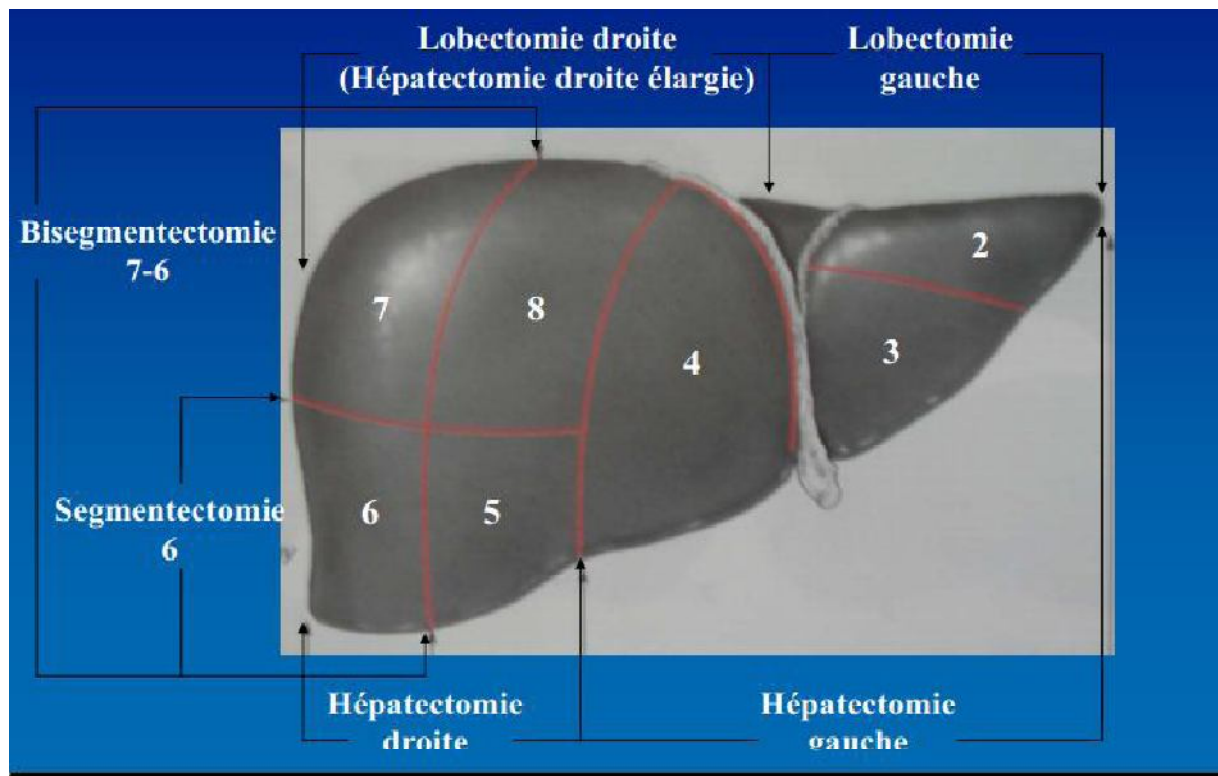 Lobectomie droite
(Hépatectomie droite élargie)
Lobectomie
gauche
Bisegmentectomie
7-6
7
8
4
2
3
Segmentectomie
6
6
5
Hépatectomie
droite
Hépatectomie
gauche